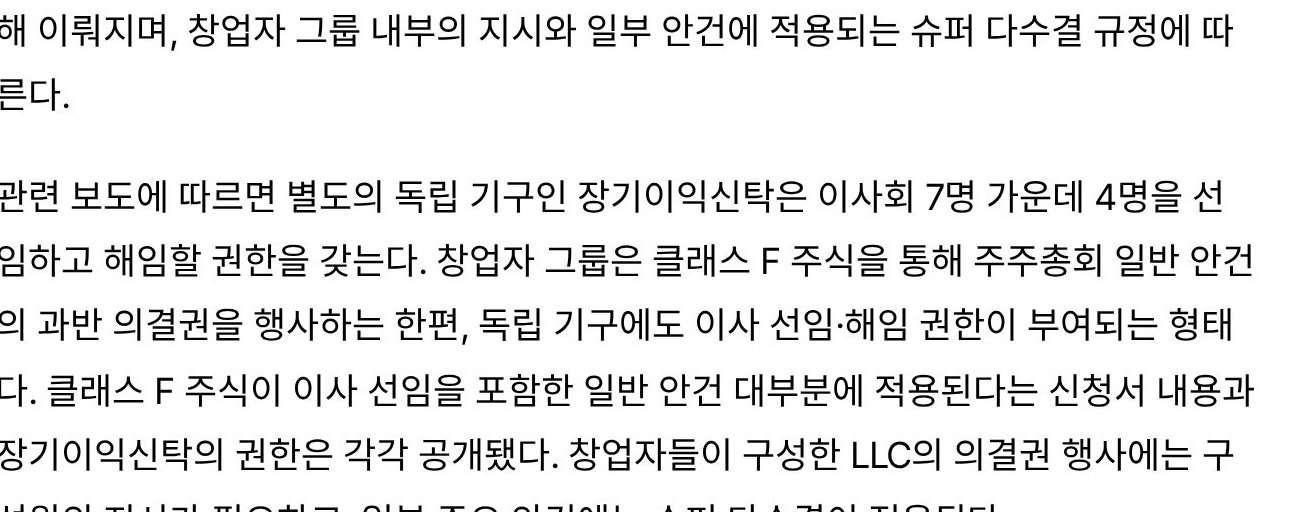 해 이뤄지며, 창업자 그룹 내부의 지시와 일부 안건에 적용되는 슈퍼 다수결 규정에 따
른다.
관련 보도에 따르면 별도의 독립 기구인 장기이익신탁은 이사회 7명 가운데 4명을 선
임하고 해임할 권한을 갖는다. 창업자 그룹은 클래스 F 주식을 통해 주주총회 일반 안건
의 과반 의결권을 행사하는 한편, 독립 기구에도 이사 선임·해임 권한이 부여되는 형태
다. 클래스 F 주식이 이사 선임을 포함한 일반 안건 대부분에 적용된다는 신청서 내용과
장기이익신탁의 권한은 각각 공개됐다. 창업자들이 구성한 LLC의 의결권 행사에는 구